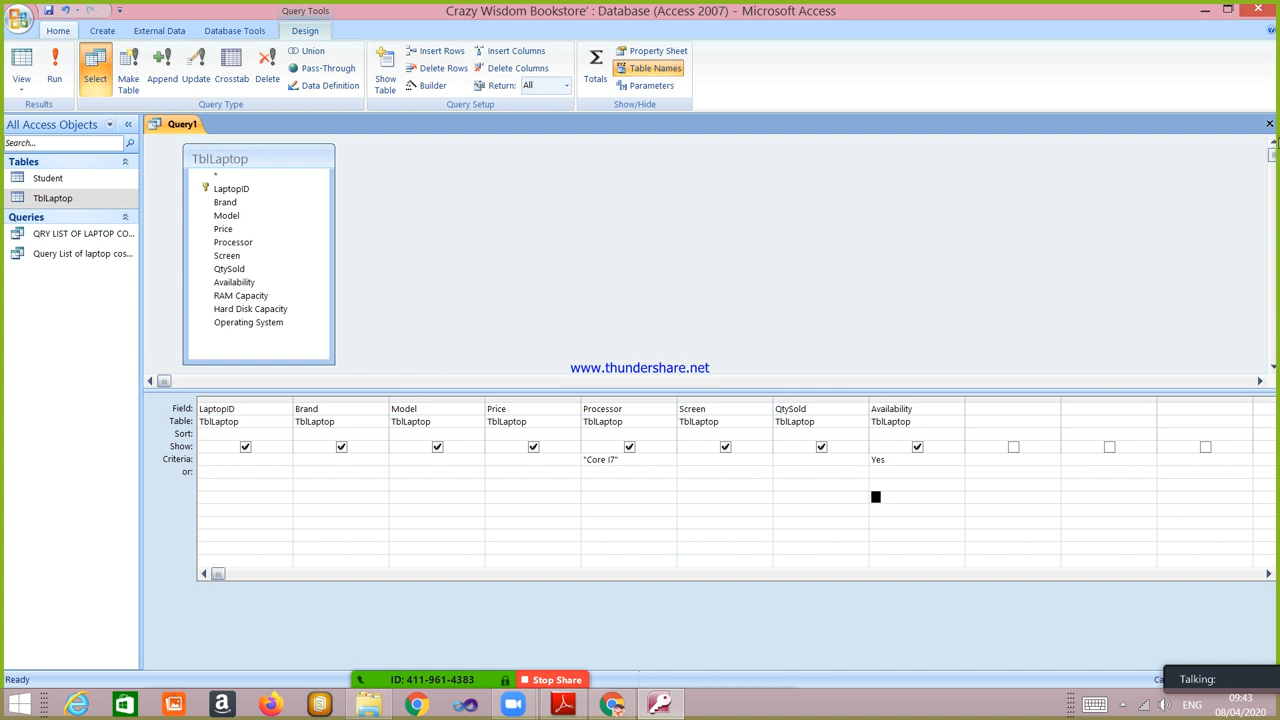 Query Tools
Crazy Wisdom Bookstore' : Database (Access 2007) - Microsoft Access
Home Create External Data Database Tools Design
View Run
Results
Select Make Table Append Update Crosstab Delete
Union
Pass-Through
Data Definition
Query Type
Show Table
Insert Rows
Delete Rows
Builder
Insert Columns
Delete Columns
Return: All
Query Setup
Totals
Property Sheet
Table Names
Parameters
Show/Hide
All Access Objects
Search...
Tables
Student
TblLaptop
Queries
QRY LIST OF LAPTOP CO...
Query List of laptop cos...
Query1
TblLaptop
*
LaptopID
Brand
Model
Price
Processor
Screen
QtySold
Availability
RAM Capacity
Hard Disk Capacity
Operating System
www.thundershare.net
Field: LaptopID Brand Model Price Processor Screen QtySold Availability
Table: TblLaptop TblLaptop TblLaptop TblLaptop TblLaptop TblLaptop TblLaptop TblLaptop
Sort:
Show:
Criteria: "Core I7" Yes
or:
Ready
ID: 411-961-4383
Stop Share
Talking:
ENG
09:43
08/04/2020